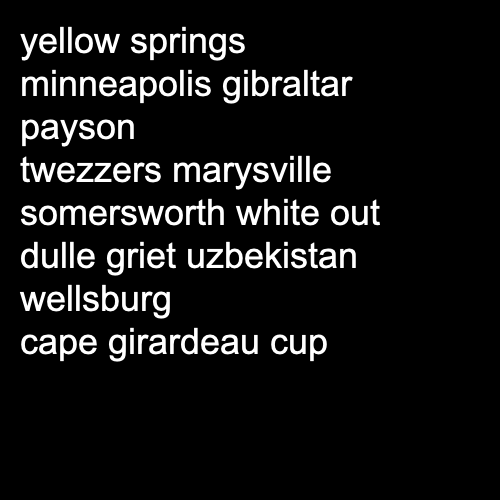 yellow springs
minneapolis gibraltar
payson
twezzers marysville
somersworth white out
dulle griet uzbekistan
wellsburg
cape girardeau cup